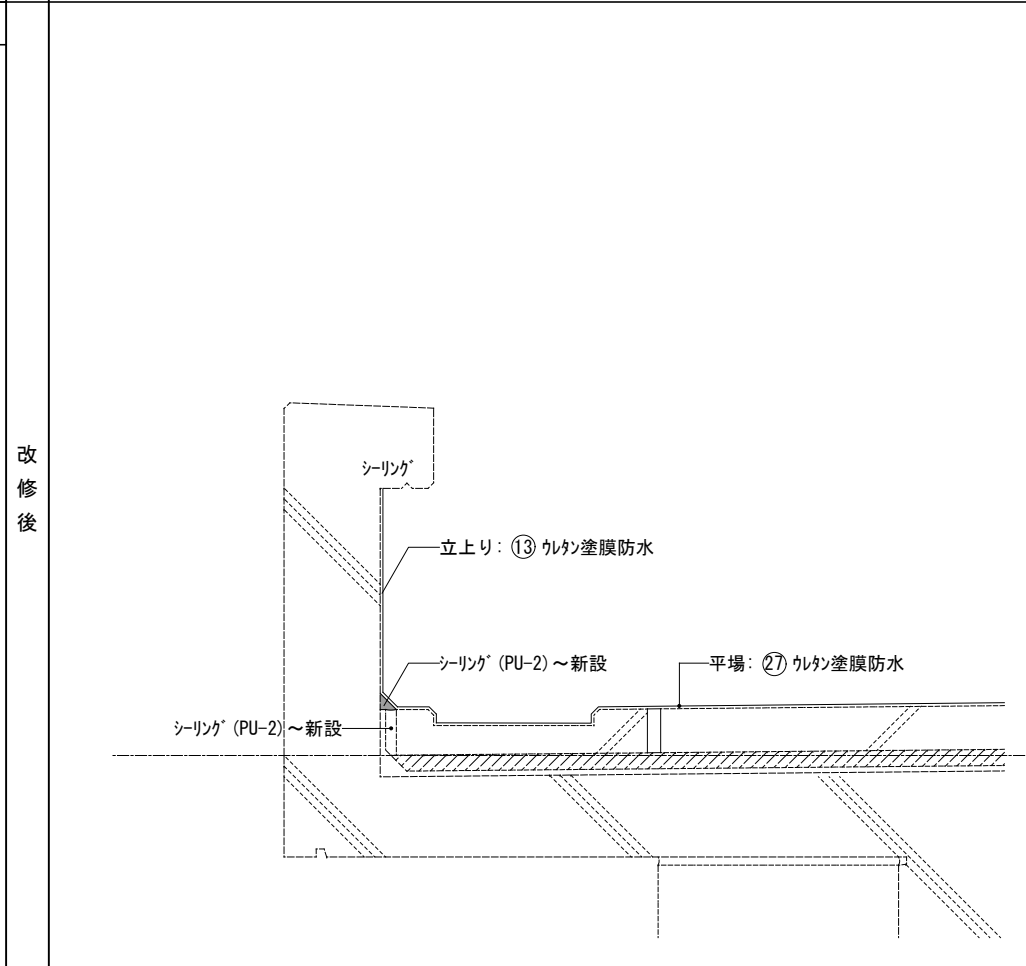 改
修
後
ｼｰﾘﾝｸﾞ
立上り：⑬ ｳﾚﾀﾝ塗膜防水
ｼｰﾘﾝｸﾞ (PU-2) ～新設
平場：㉗ ｳﾚﾀﾝ塗膜防水
ｼｰﾘﾝｸﾞ (PU-2) ～新設